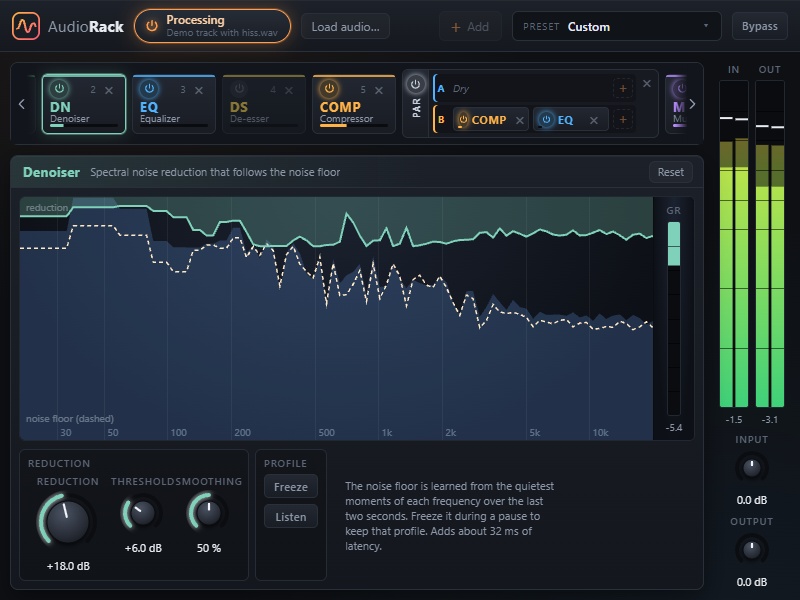 AudioRack
Processing
Demo track with hiss.wav
Load audio...
+ Add
PRESET Custom
Bypass
2
DN
Denoiser
3
EQ
Equalizer
4
DS
De-esser
5
COMP
Compressor
PAR
A Dry
B COMP EQ
IN OUT
Denoiser Spectral noise reduction that follows the noise floor
Reset
reduction
GR
noise floor (dashed)
30 50 100 200 500 1k 2k 5k 10k
-5.4
-1.5 -3.1
INPUT
0.0 dB
OUTPUT
0.0 dB
REDUCTION
REDUCTION THRESHOLD SMOOTHING
+18.0 dB
+6.0 dB
50 %
PROFILE
Freeze
Listen
The noise floor is learned from the quietest
moments of each frequency over the last
two seconds. Freeze it during a pause to
keep that profile. Adds about 32 ms of
latency.